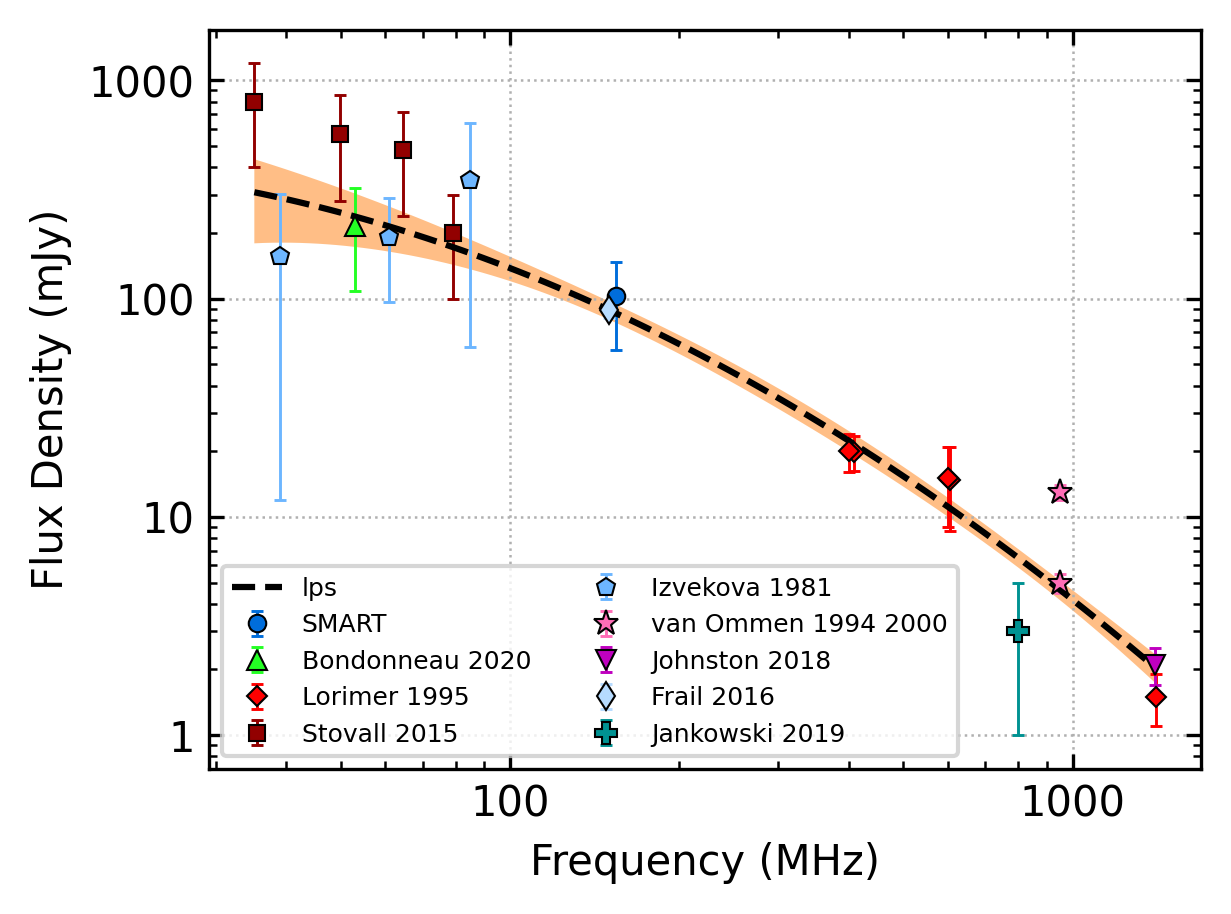 1000
100
10
1
Flux Density (mJy)
lps
SMART
Bondonneau 2020
Lorimer 1995
Stovall 2015
Izvekova 1981
van Ommen 1994 2000
Johnston 2018
Frail 2016
Jankowski 2019
100
1000
Frequency (MHz)